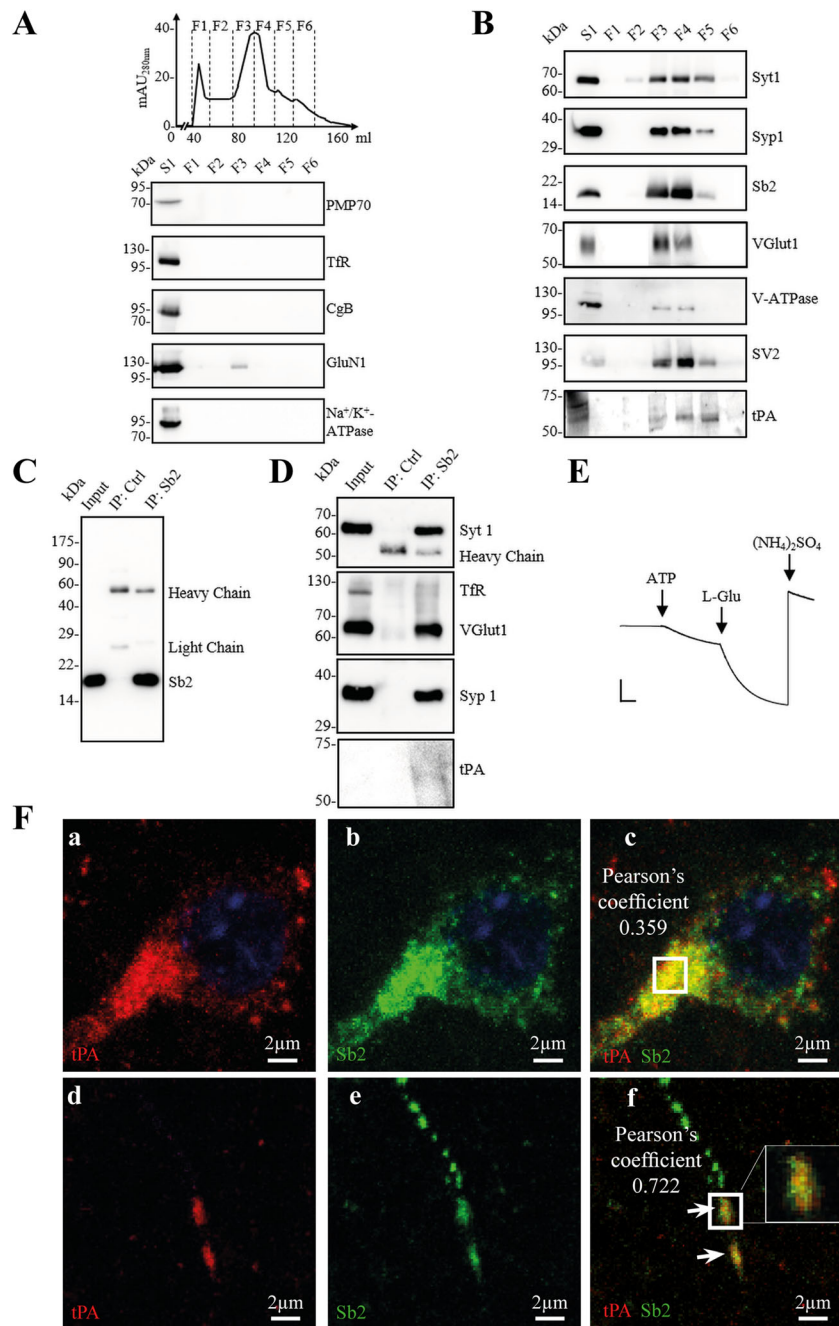 A
F1 F2 F3 F4 F5 F6
40
20
0
mAU280nm
0 40 80 120 160 ml
kDa S1 F1 F2 F3 F4 F5 F6
95-
70-
PMP70
130-
95-
TfR
95-
70-
CgB
130-
95-
GluN1
95-
70-
Na+/K+-
ATPase
B
kDa S1 F1 F2 F3 F4 F5 F6
70-
60-
Syt1
39-
29-
Syp1
22-
14-
Sb2
70-
50-
VGlut1
130-
95-
V-ATPase
130-
95-
SV2
75-
50-
tPA
C
kDa Input IP: Ctrl IP: Sb2
175-
90-
60-
40-
29-
22-
14-
Heavy Chain
Light Chain
Sb2
D
kDa Input IP: Ctrl IP: Sb2
70-
60-
50-
Syt 1
Heavy Chain
130-
70-
60-
TfR
VGlut1
40-
29-
Syp 1
75-
50-
tPA
E
ATP
L-Glu
(NH4)2SO4
F
a
tPA
2µm
b
Sb2
2µm
c
Pearson's
coefficient
0.359
tPA Sb2
2µm
d
tPA
2µm
e
Sb2
2µm
f
Pearson's
coefficient
0.722
tPA Sb2
2µm